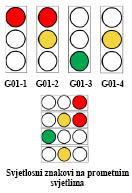 G01-1 G01-2 G01-3 G01-4
Svjetlosni znakovi na prometnim
svjetlima